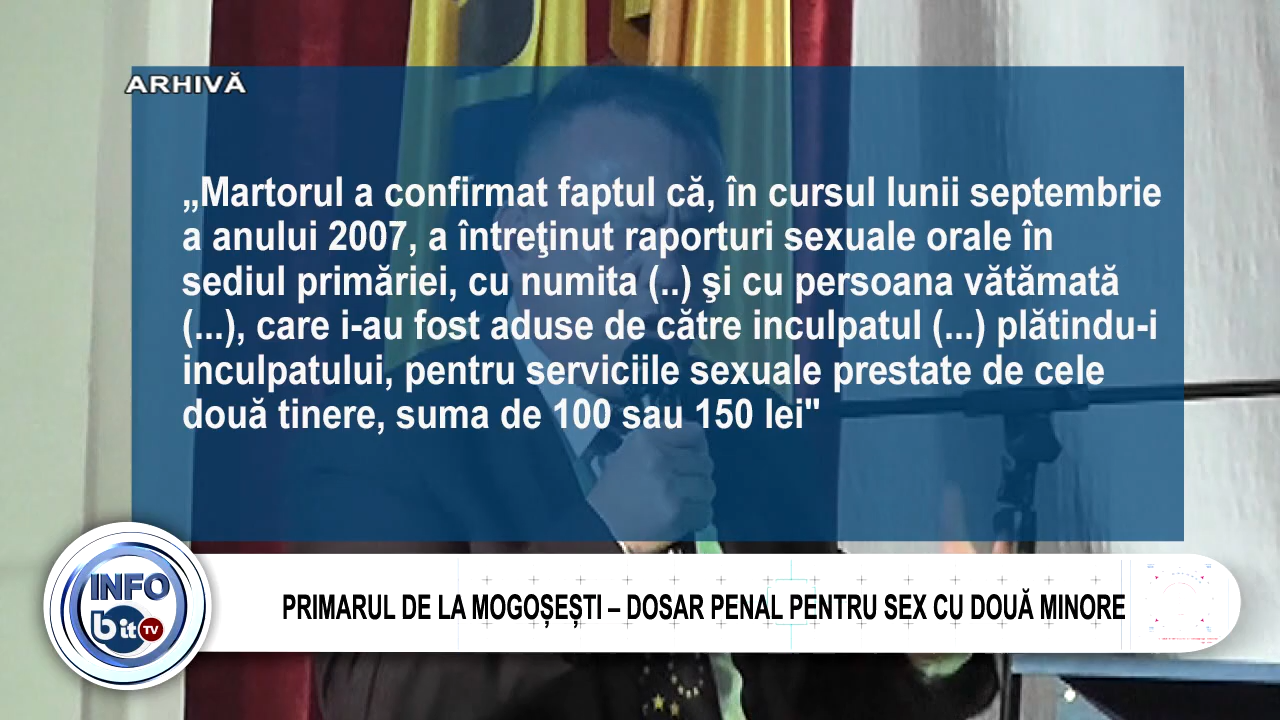 ARHIVĂ
„Martorul a confirmat faptul că, în cursul lunii septembrie
a anului 2007, a întreţinut raporturi sexuale orale în
sediul primăriei, cu numita (..) şi cu persoana vătămată
(...), care i-au fost aduse de către inculpatul (...) plătindu-i
inculpatului, pentru serviciile sexuale prestate de cele
două tinere, suma de 100 sau 150 lei"
INFO
bit TV
PRIMARUL DE LA MOGOȘEȘTI – DOSAR PENAL PENTRU SEX CU DOUĂ MINORE